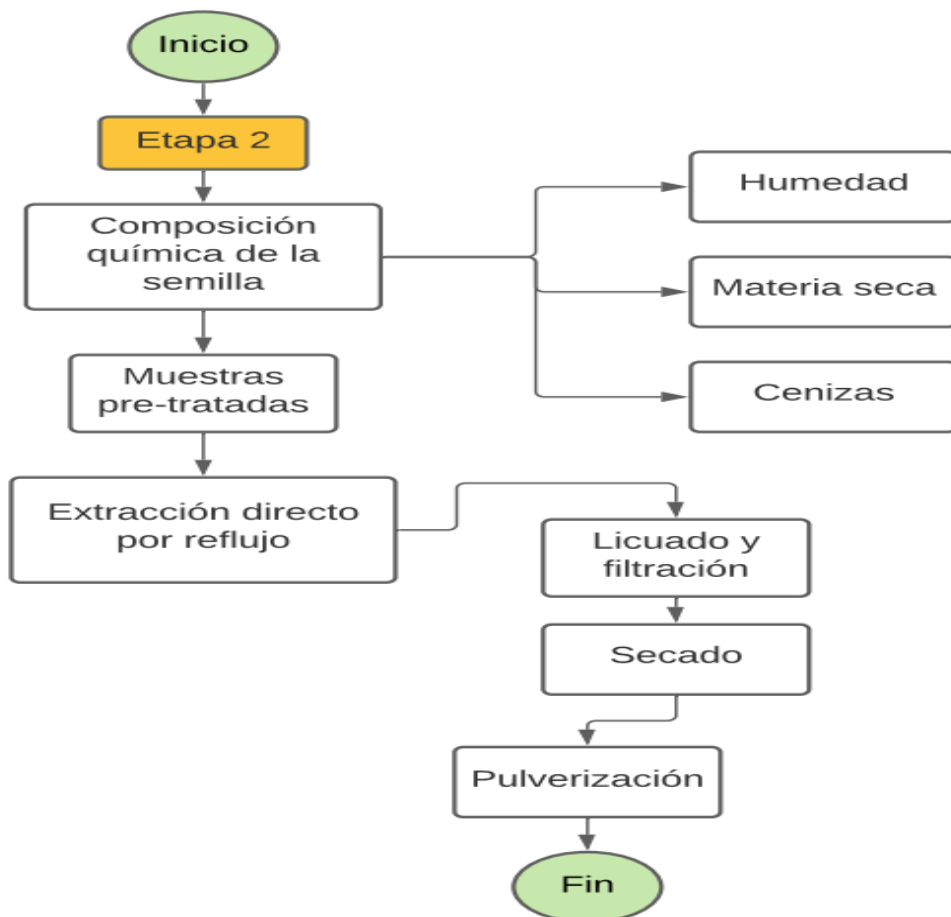 Inicio
Etapa 2
Composición
química de la
semilla
Humedad
Materia seca
Cenizas
Muestras
pre-tratadas
Extracción directo
por reflujo
Licuado y
filtración
Secado
Pulverización
Fin